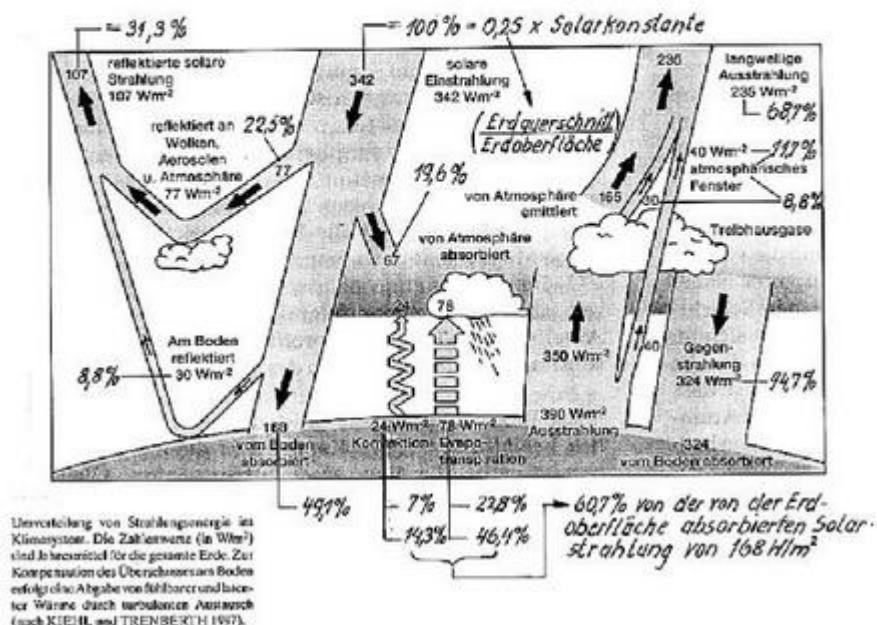 = 31,3 %
= 100 % = 0,25 x Solarkonstante
107
reflektierte solare
Strahlung
107 Wm-2
342
solare
Einstrahlung
342 Wm-2
235
langwellige
Ausstrahlung
235 Wm-2
68,7%
(Erdquerschnitt
Erdoberfläche)
reflektiert an
Wolken,
Aerosolen
u. Atmosphäre
77 Wm-2
22,5%
77
19,6%
67
von Atmosphäre
absorbiert
von Atmosphäre
emittiert
165
30
40 Wm-2
atmosphärisches
Fenster
11,7%
8,8%
Treibhausgase
24
78
Am Boden
reflektiert
30 Wm-2
8,8%
350 Wm-2
40
Gegen-
strahlung
324 Wm-2
94,7%
168
vom Boden
absorbiert
24 Wm-2
Konvektion
78 Wm-2
Evapo-
transpiration
390 Wm-2
Ausstrahlung
324
vom Boden absorbiert
49,1%
7%
22,8%
14,3%
46,4%
60,7% von der von der Erd-
oberfläche absorbierten Solar-
strahlung von 168 W/m²
Umverteilung von Strahlungsenergie im
Klimasystem. Die Zahlenwerte (in W/m²)
sind Jahresmittel für die gesamte Erde. Zur
Kompensation des Überschusses am Boden
erfolgt eine Abgabe von fühlbarer und laten-
ter Wärme durch turbulenten Austausch
(nach KIEHL und TRENBERTH 1997).